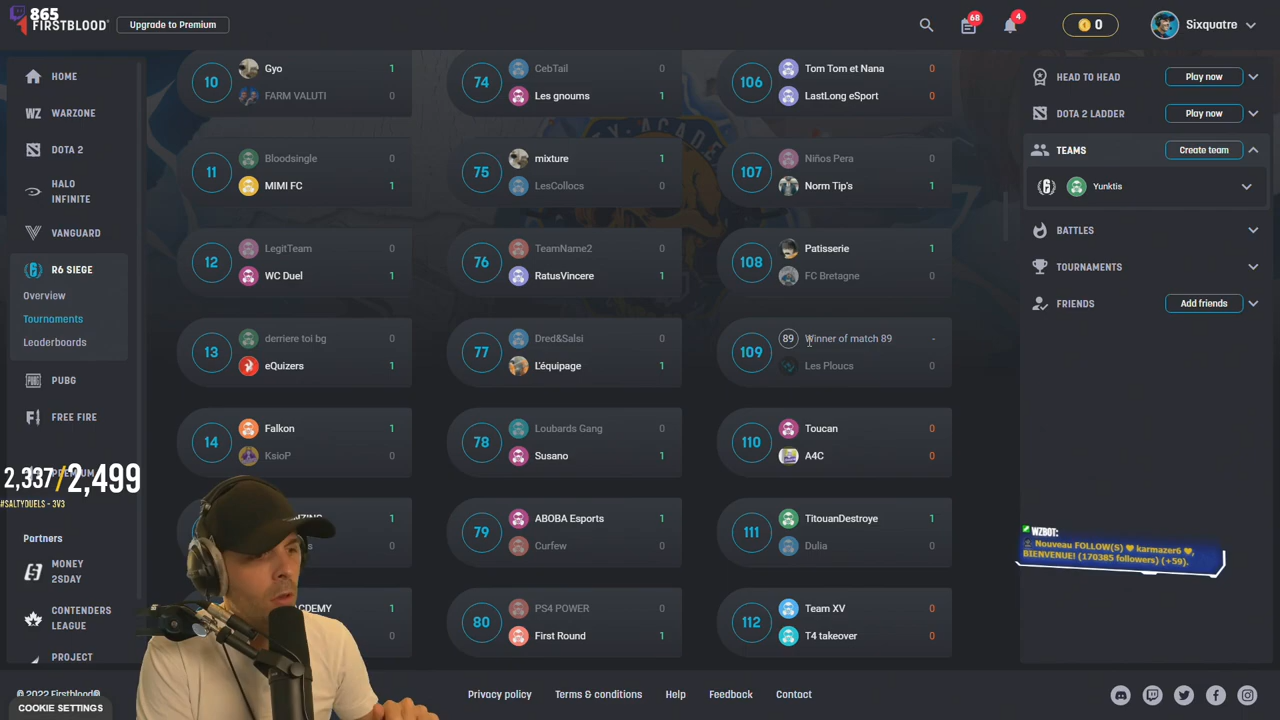 865
FIRSTBLOOD
Upgrade to Premium
68
4
0
Sixquatre
HOME
WZ WARZONE
DOTA 2
HALO
INFINITE
VANGUARD
R6 SIEGE
Overview
Tournaments
Leaderboards
PUBG
FREE FIRE
2,337/2,499
#SALTYDUELS - 3V3
Partners
MONEY
2SDAY
CONTENDERS
LEAGUE
PROJECT
© 2022 Firstblood®
COOKIE SETTINGS
10
Gyo 1
FARM VALUTI 0
11
Bloodsingle 0
MIMI FC 1
12
LegitTeam 0
WC Duel 1
13
derriere toi bg 0
eQuizers 1
14
Falkon 1
KsioP 0
1
0
1
0
74
CebTail 0
Les gnoums 1
75
mixture 1
LesCollocs 0
76
TeamName2 0
RatusVincere 1
77
Dred&Salsi 0
L'équipage 1
78
Loubards Gang 0
Susano 1
79
ABOBA Esports 1
Curfew 0
80
PS4 POWER 0
First Round 1
106
Tom Tom et Nana 0
LastLong eSport 0
107
Niños Pera 0
Norm Tip's 1
108
Patisserie 1
FC Bretagne 0
109
89 Winner of match 89 -
Les Ploucs 0
110
Toucan 0
A4C 0
111
TitouanDestroye 1
Dulia 0
112
Team XV 0
T4 takeover 0
HEAD TO HEAD Play now
DOTA 2 LADDER Play now
TEAMS Create team
Yunktis
BATTLES
TOURNAMENTS
FRIENDS Add friends
WZBOT:
Nouveau FOLLOW(S) karmazer6
BIENVENUE! (170385 followers) (+59).
Privacy policy
Terms & conditions
Help
Feedback
Contact